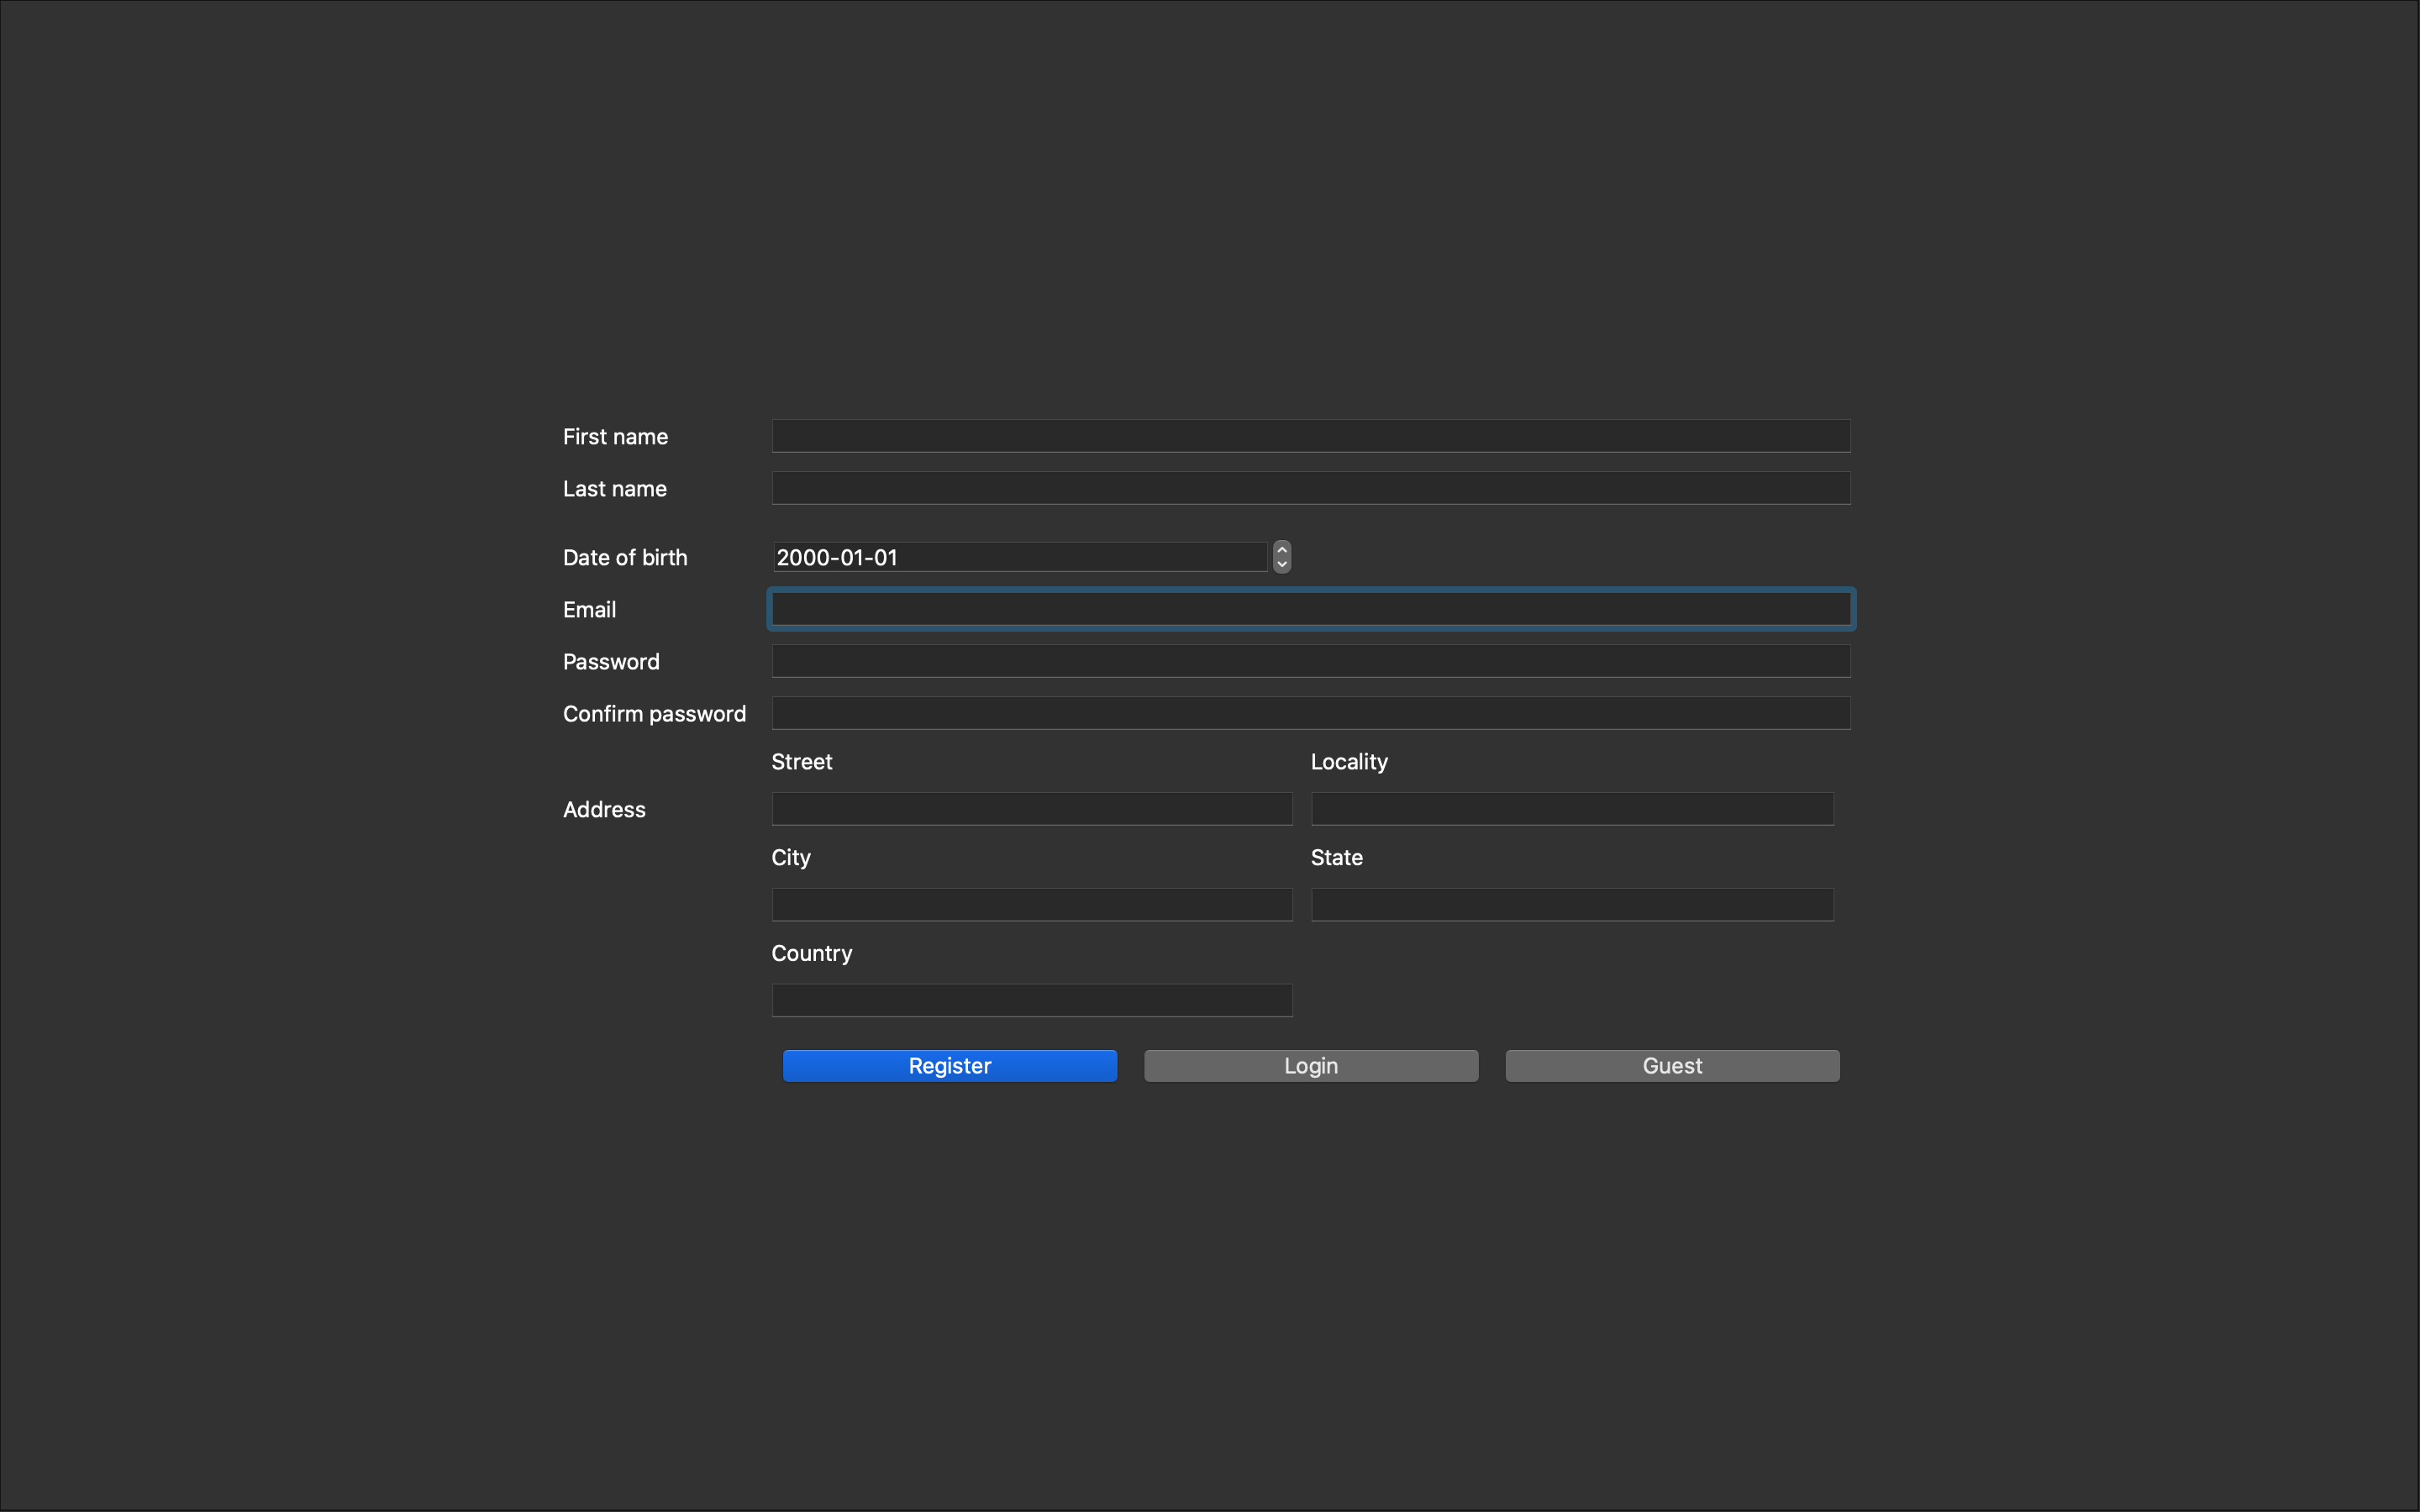 First name
Last name
Date of birth 2000-01-01
Email
Password
Confirm password
Street Locality
Address
City State
Country
Register Login Guest